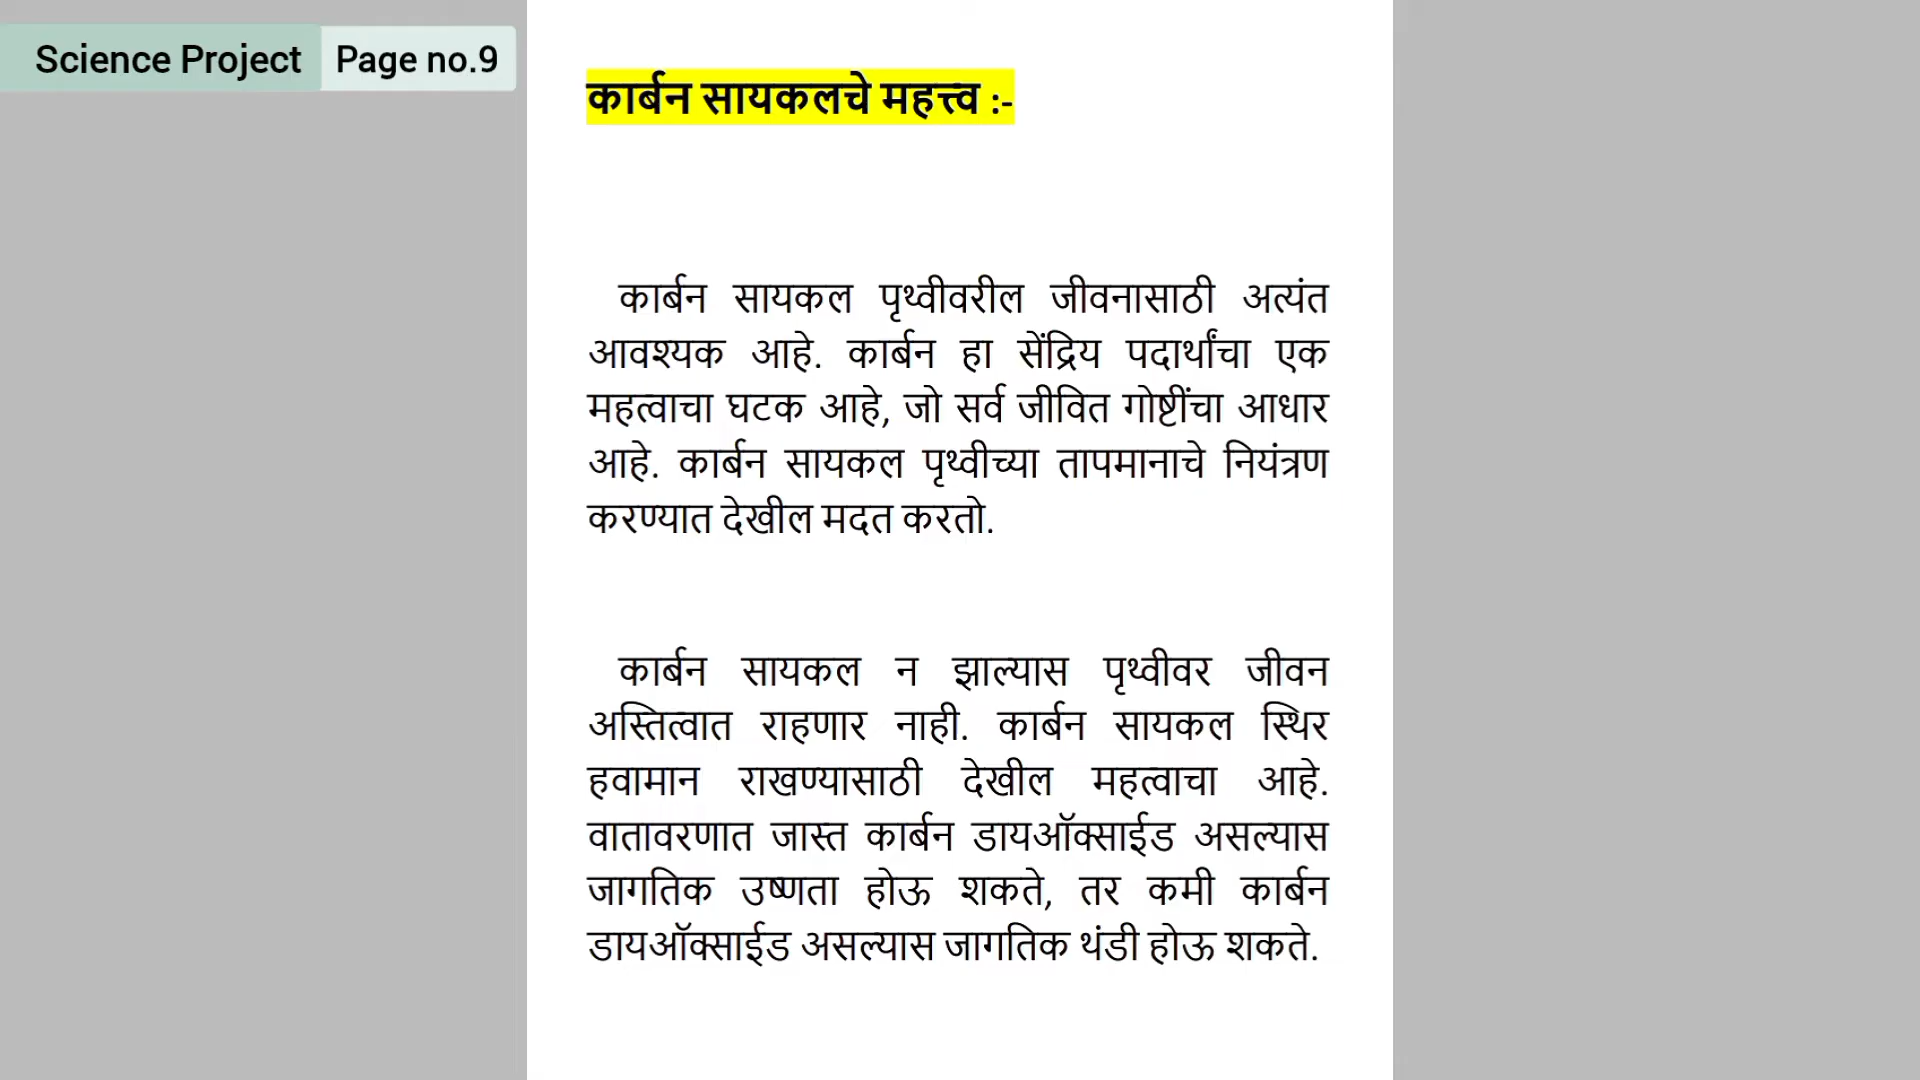 Science Project Page no.9
कार्बन सायकलचे महत्त्व :-
कार्बन सायकल पृथ्वीवरील जीवनासाठी अत्यंत
आवश्यक आहे. कार्बन हा सेंद्रिय पदार्थांचा एक
महत्वाचा घटक आहे, जो सर्व जीवित गोष्टींचा आधार
आहे. कार्बन सायकल पृथ्वीच्या तापमानाचे नियंत्रण
करण्यात देखील मदत करतो.
कार्बन सायकल न झाल्यास पृथ्वीवर जीवन
अस्तित्वात राहणार नाही. कार्बन सायकल स्थिर
हवामान राखण्यासाठी देखील महत्वाचा आहे.
वातावरणात जास्त कार्बन डायऑक्साईड असल्यास
जागतिक उष्णता होऊ शकते, तर कमी कार्बन
डायऑक्साईड असल्यास जागतिक थंडी होऊ शकते.